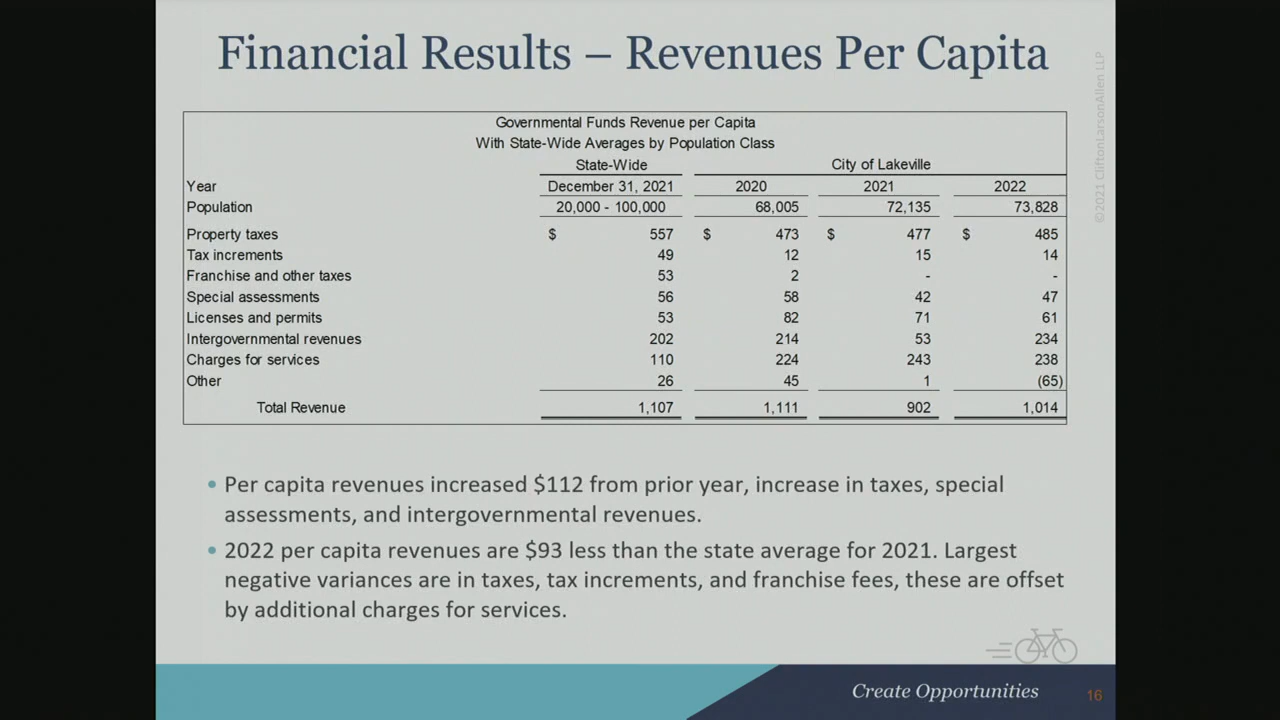 Financial Results – Revenues Per Capita
©2021 CliftonLarsonAllen LLP
Governmental Funds Revenue per Capita
With State-Wide Averages by Population Class
State-Wide City of Lakeville
Year December 31, 2021 2020 2021 2022
Population 20,000 - 100,000 68,005 72,135 73,828
Property taxes $ 557 $ 473 $ 477 $ 485
Tax increments 49 12 15 14
Franchise and other taxes 53 2 - -
Special assessments 56 58 42 47
Licenses and permits 53 82 71 61
Intergovernmental revenues 202 214 53 234
Charges for services 110 224 243 238
Other 26 45 1 (65)
Total Revenue 1,107 1,111 902 1,014
• Per capita revenues increased $112 from prior year, increase in taxes, special
assessments, and intergovernmental revenues.
• 2022 per capita revenues are $93 less than the state average for 2021. Largest
negative variances are in taxes, tax increments, and franchise fees, these are offset
by additional charges for services.
Create Opportunities 16